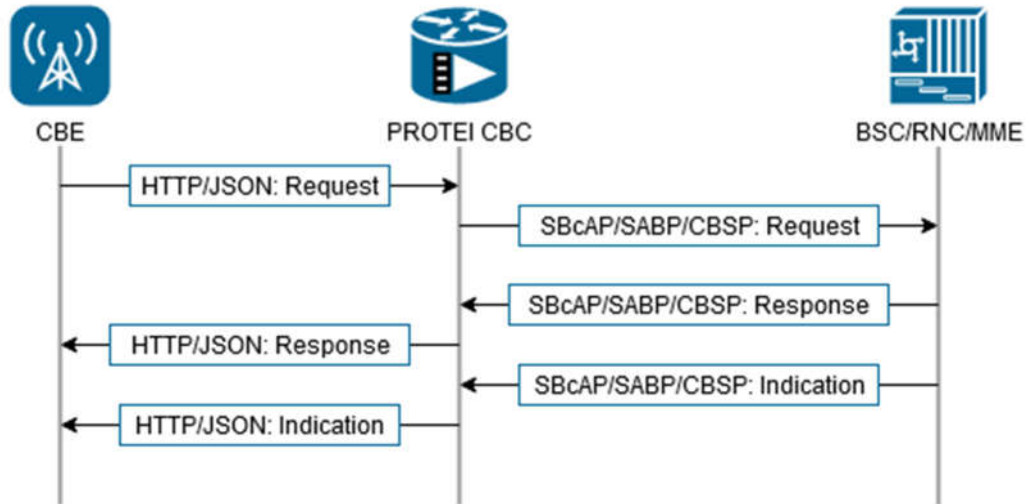 CBE
PROTEI CBC
BSC/RNC/MME
HTTP/JSON: Request
SBcAP/SABP/CBSP: Request
SBcAP/SABP/CBSP: Response
HTTP/JSON: Response
SBcAP/SABP/CBSP: Indication
HTTP/JSON: Indication